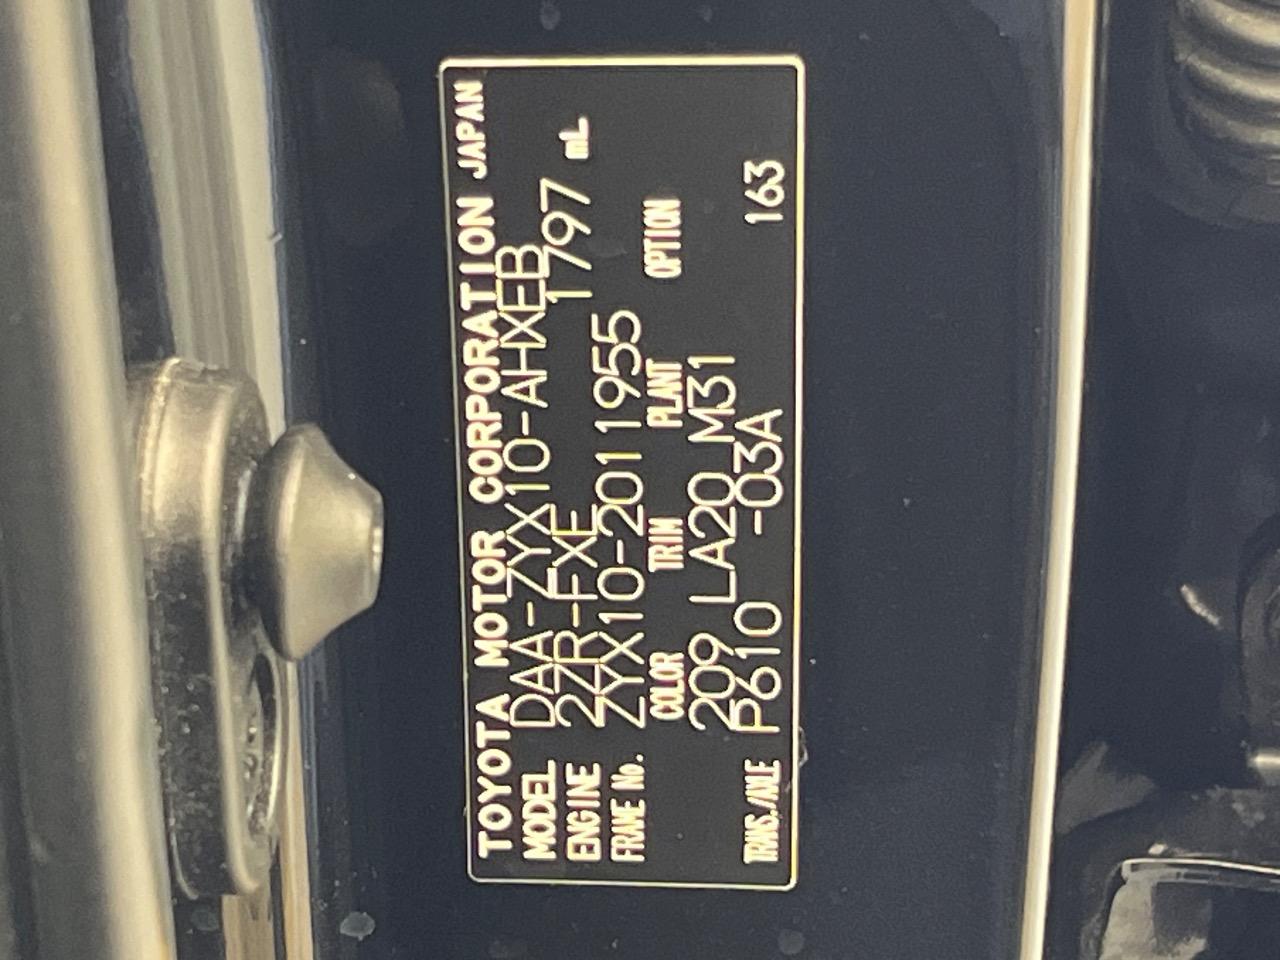 TOYOTA MOTOR CORPORATION JAPAN
MODEL DAA-ZYX10-AHXEB
ENGINE 2ZR-FXE 1797 mL
FRAME No. ZYX10-2011955
COLOR TRIM PLANT OPTION
209 LA20 M31
TRANS./AXLE P610 -03A 163